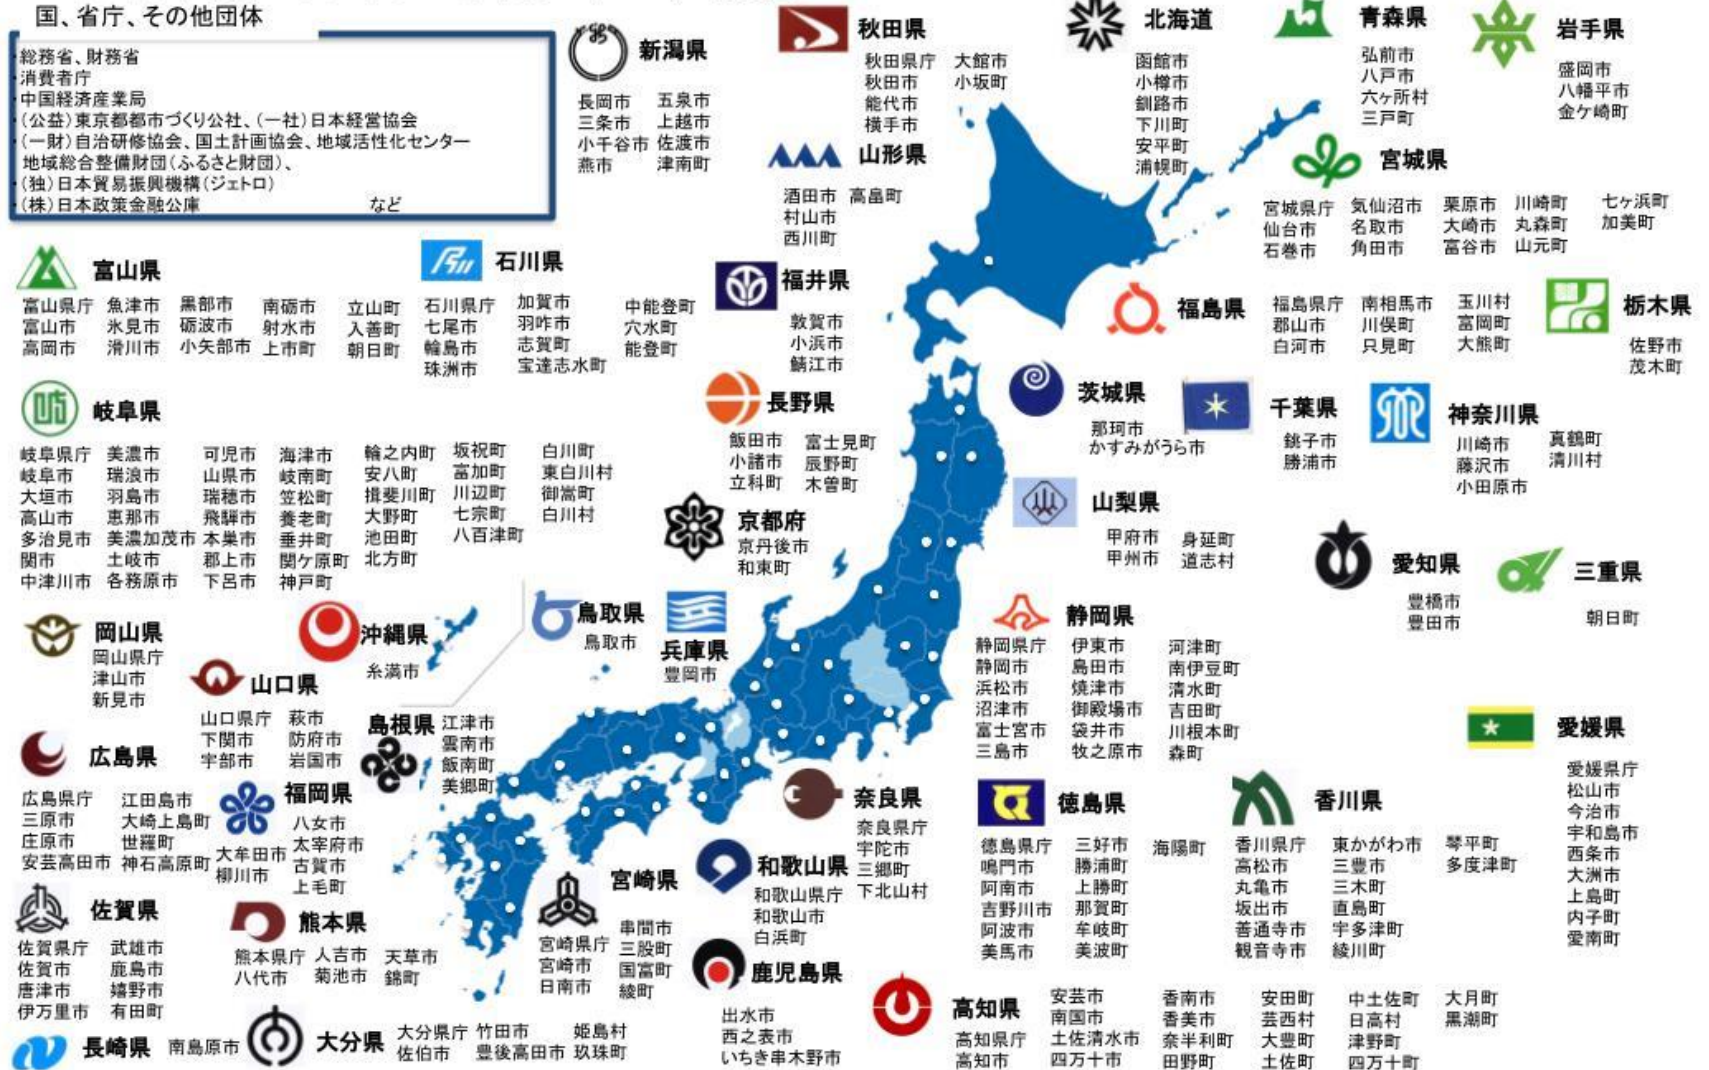 国、省庁、その他団体
総務省、財務省
消費者庁
中国経済産業局
(公益)東京都都市づくり公社、(一社)日本経営協会
(一財)自治研修協会、国土計画協会、地域活性化センター
地域総合整備財団(ふるさと財団)、
(独)日本貿易振興機構(ジェトロ)
(株)日本政策金融公庫 など
新潟県
長岡市 五泉市
三条市 上越市
小千谷市 佐渡市
燕市 津南町
秋田県
秋田県庁 大館市
秋田市 小坂町
能代市
横手市
山形県
酒田市 高畠町
村山市
西川町
北海道
函館市
小樽市
釧路市
下川町
安平町
浦幌町
青森県
弘前市
八戸市
六ヶ所村
三戸町
岩手県
盛岡市
八幡平市
金ケ崎町
宮城県
宮城県庁 気仙沼市 栗原市 川崎町 七ヶ浜町
仙台市 名取市 大崎市 丸森町 加美町
石巻市 角田市 富谷市 山元町
富山県
富山県庁 魚津市 黒部市 南砺市 立山町
富山市 氷見市 砺波市 射水市 入善町
高岡市 滑川市 小矢部市 上市町 朝日町
石川県
石川県庁 加賀市 中能登町
七尾市 羽咋市 穴水町
輪島市 志賀町 能登町
珠洲市 宝達志水町
福井県
敦賀市
小浜市
鯖江市
福島県
福島県庁 南相馬市 玉川村
郡山市 川俣町 富岡町
白河市 只見町 大熊町
栃木県
佐野市
茂木町
岐阜県
岐阜県庁 美濃市 可児市 海津市 輪之内町 坂祝町 白川町
岐阜市 瑞浪市 山県市 岐南町 安八町 富加町 東白川村
大垣市 羽島市 瑞穂市 笠松町 揖斐川町 川辺町 御嵩町
高山市 恵那市 飛騨市 養老町 大野町 七宗町 白川村
多治見市 美濃加茂市 本巣市 垂井町 池田町 八百津町
関市 土岐市 郡上市 関ケ原町 北方町
中津川市 各務原市 下呂市 神戸町
長野県
飯田市 富士見町
小諸市 辰野町
立科町 木曽町
茨城県
那珂市
かすみがうら市
千葉県
銚子市
勝浦市
神奈川県
川崎市 真鶴町
藤沢市 清川村
小田原市
京都府
京丹後市
和束町
山梨県
甲府市 身延町
甲州市 道志村
愛知県
豊橋市
豊田市
三重県
朝日町
岡山県
岡山県庁
津山市
新見市
沖縄県
糸満市
鳥取県
鳥取市
兵庫県
豊岡市
静岡県
静岡県庁 伊東市 河津町
静岡市 島田市 南伊豆町
浜松市 焼津市 清水町
沼津市 御殿場市 吉田町
富士宮市 袋井市 川根本町
三島市 牧之原市 森町
山口県
山口県庁 萩市
下関市 防府市
宇部市 岩国市
島根県
江津市
雲南市
飯南町
美郷町
愛媛県
愛媛県庁
松山市
今治市
宇和島市
西条市
大洲市
上島町
内子町
愛南町
広島県
広島県庁 江田島市
三原市 大崎上島町
庄原市 世羅町
安芸高田市 神石高原町
福岡県
八女市
太宰府市
大牟田市 古賀市
柳川市 上毛町
奈良県
奈良県庁
宇陀市
三郷町
下北山村
徳島県
徳島県庁 三好市 海陽町
鳴門市 勝浦町
阿南市 上勝町
吉野川市 那賀町
阿波市 牟岐町
美馬市 美波町
香川県
香川県庁 東かがわ市 琴平町
高松市 三豊市 多度津町
丸亀市 三木町
坂出市 直島町
善通寺市 宇多津町
観音寺市 綾川町
和歌山県
和歌山県庁
和歌山市
白浜町
宮崎県
宮崎県庁 串間市
宮崎市 三股町
日南市 国富町
綾町
佐賀県
佐賀県庁 武雄市
佐賀市 鹿島市
唐津市 嬉野市
伊万里市 有田町
熊本県
熊本県庁 人吉市 天草市
八代市 菊池市 錦町
鹿児島県
出水市
西之表市
いちき串木野市
高知県
高知県庁 安芸市 香南市 安田町 中土佐町 大月町
高知市 南国市 香美市 芸西村 日高村 黒潮町
土佐清水市 奈半利町 大豊町 津野町
四万十市 田野町 土佐町 四万十町
長崎県 南島原市
大分県
大分県庁 竹田市 姫島村
佐伯市 豊後高田市 玖珠町